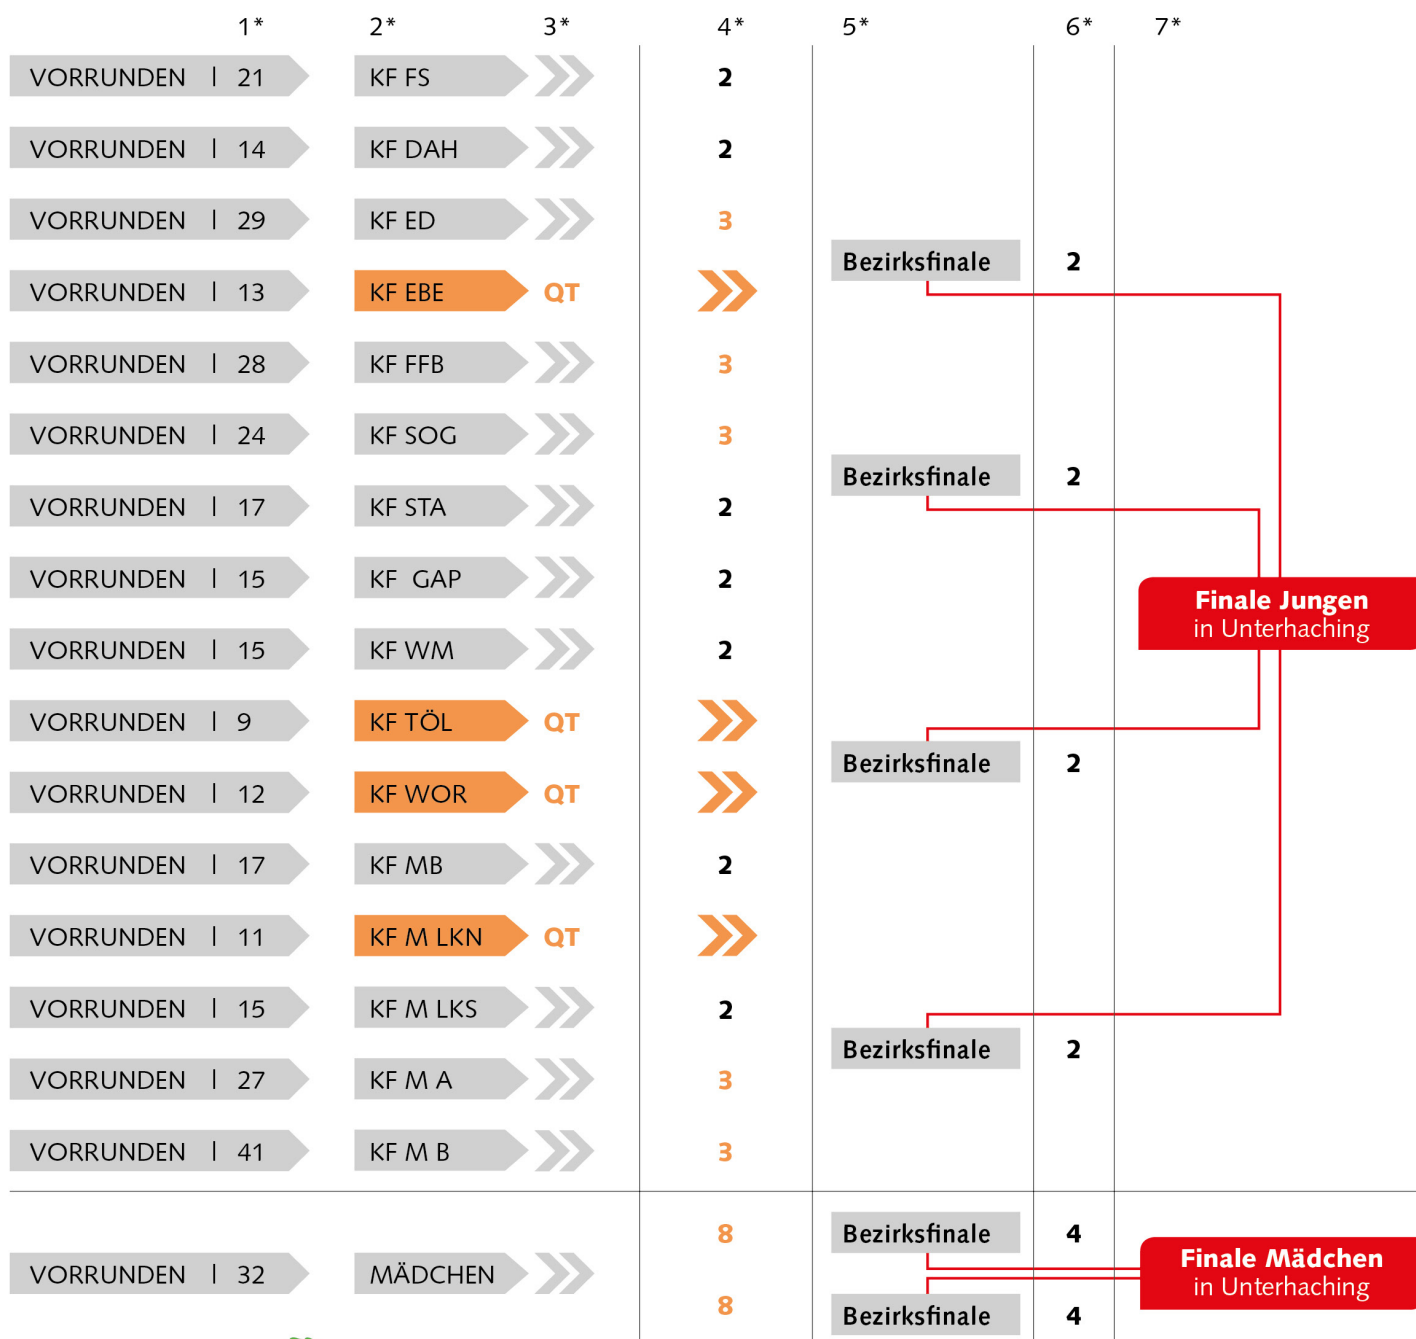 1* 2* 3* 4* 5* 6* 7*
VORRUNDEN | 21 KF FS 2
VORRUNDEN | 14 KF DAH 2
VORRUNDEN | 29 KF ED 3
Bezirksfinale 2
VORRUNDEN | 13 KF EBE QT
VORRUNDEN | 28 KF FFB 3
VORRUNDEN | 24 KF SOG 3
Bezirksfinale 2
VORRUNDEN | 17 KF STA 2
VORRUNDEN | 15 KF GAP 2
Finale Jungen
in Unterhaching
VORRUNDEN | 15 KF WM 2
VORRUNDEN | 9 KF TÖL QT
Bezirksfinale 2
VORRUNDEN | 12 KF WOR QT
VORRUNDEN | 17 KF MB 2
VORRUNDEN | 11 KF M LKN QT
VORRUNDEN | 15 KF M LKS 2
Bezirksfinale 2
VORRUNDEN | 27 KF M A 3
VORRUNDEN | 41 KF M B 3
8 Bezirksfinale 4
VORRUNDEN | 32 MÄDCHEN
Finale Mädchen
in Unterhaching
8 Bezirksfinale 4